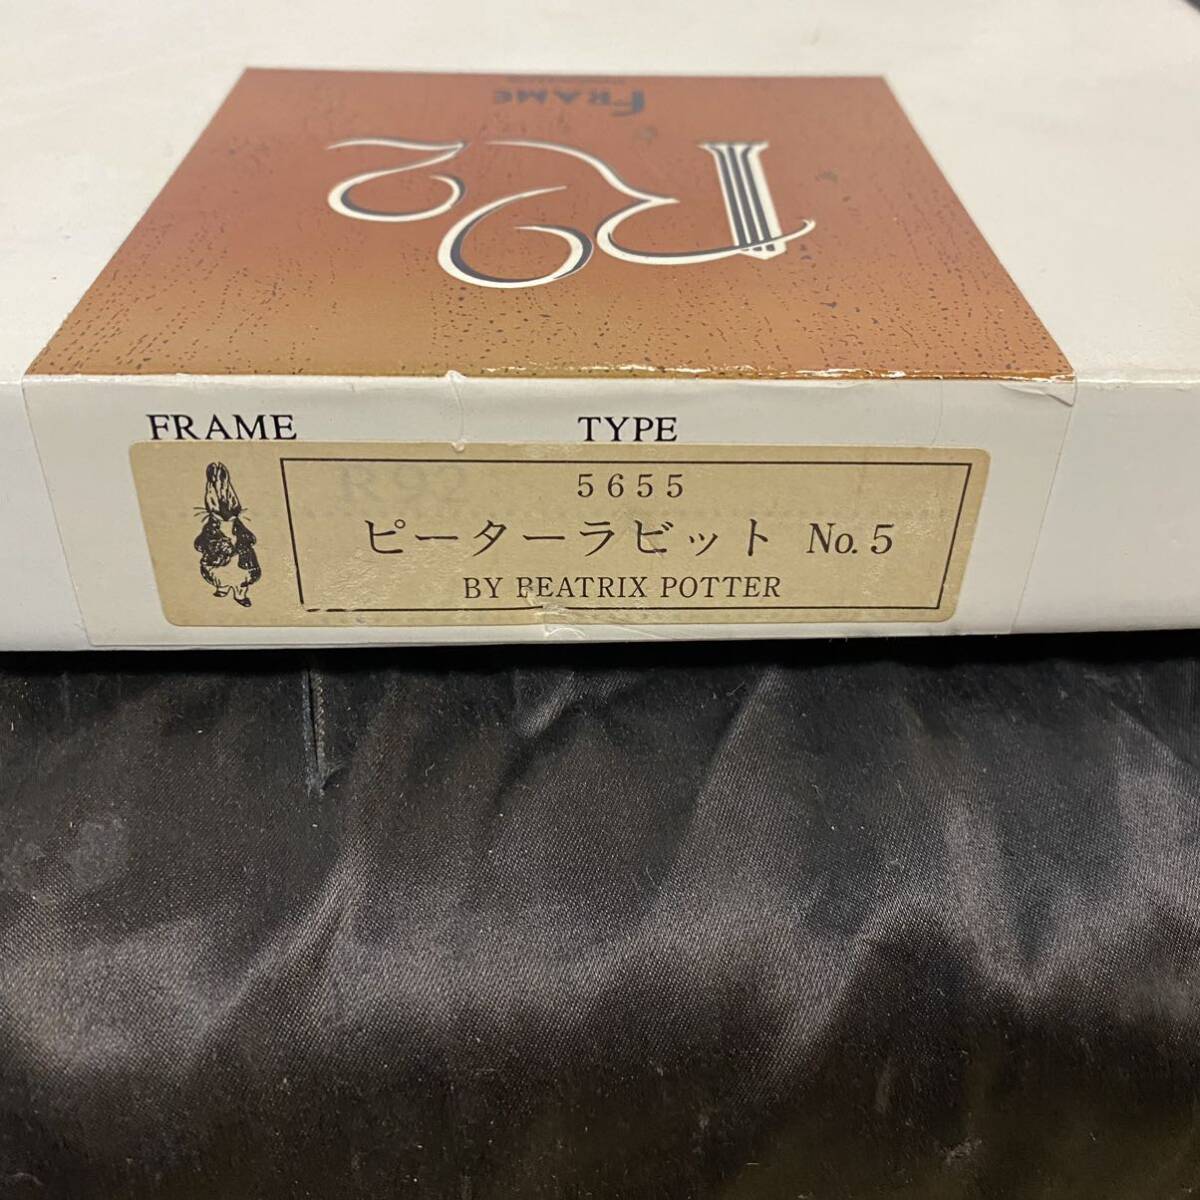 FRAME
R92
FRAME TYPE
R92
5655
ピーターラビット No.5
BY BEATRIX POTTER